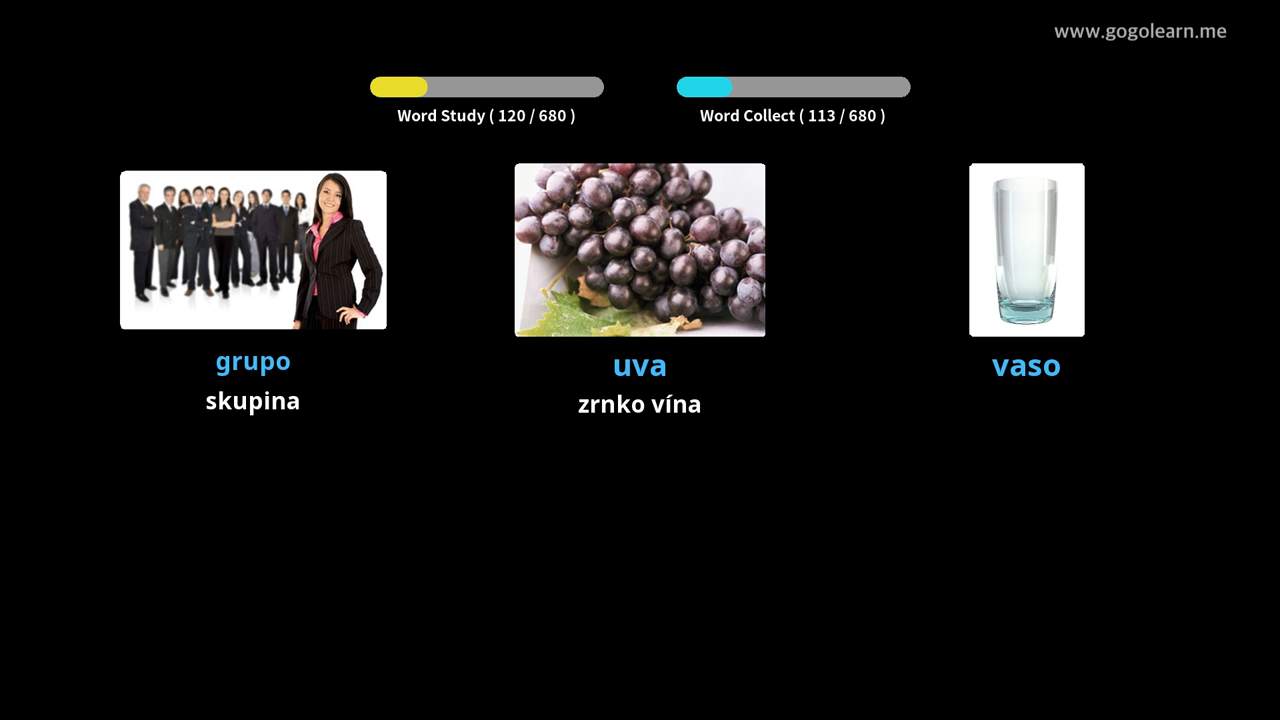 www.gogolearn.me
Word Study ( 120 / 680 )
Word Collect ( 113 / 680 )
grupo
skupina
uva
zrnko vína
vaso